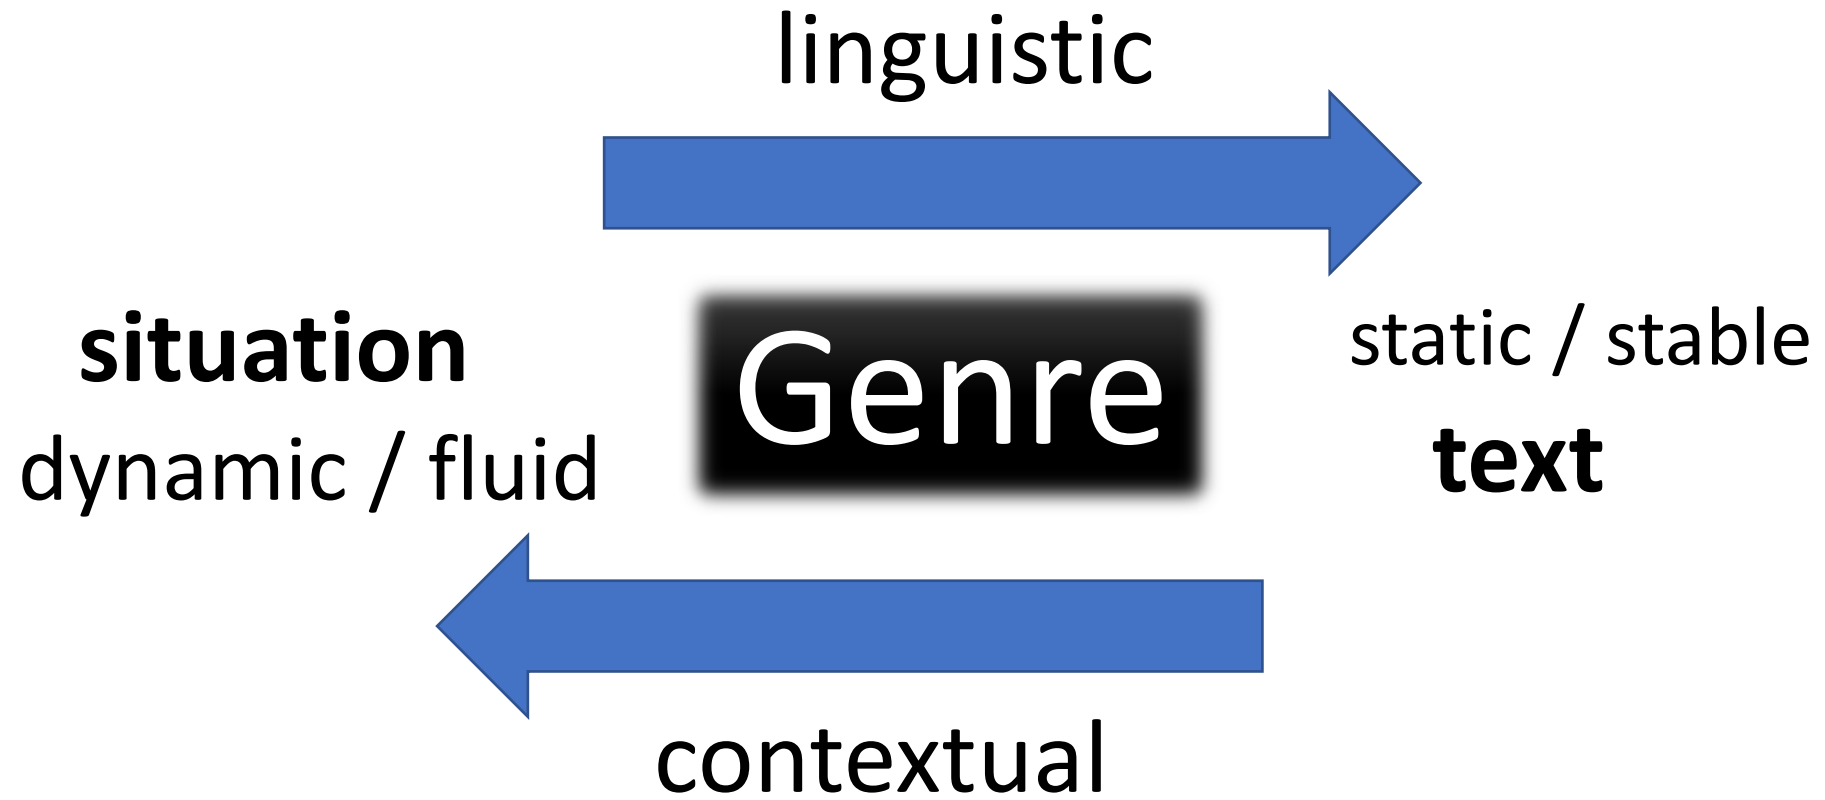 linguistic
situation
dynamic / fluid
Genre
static / stable
text
contextual